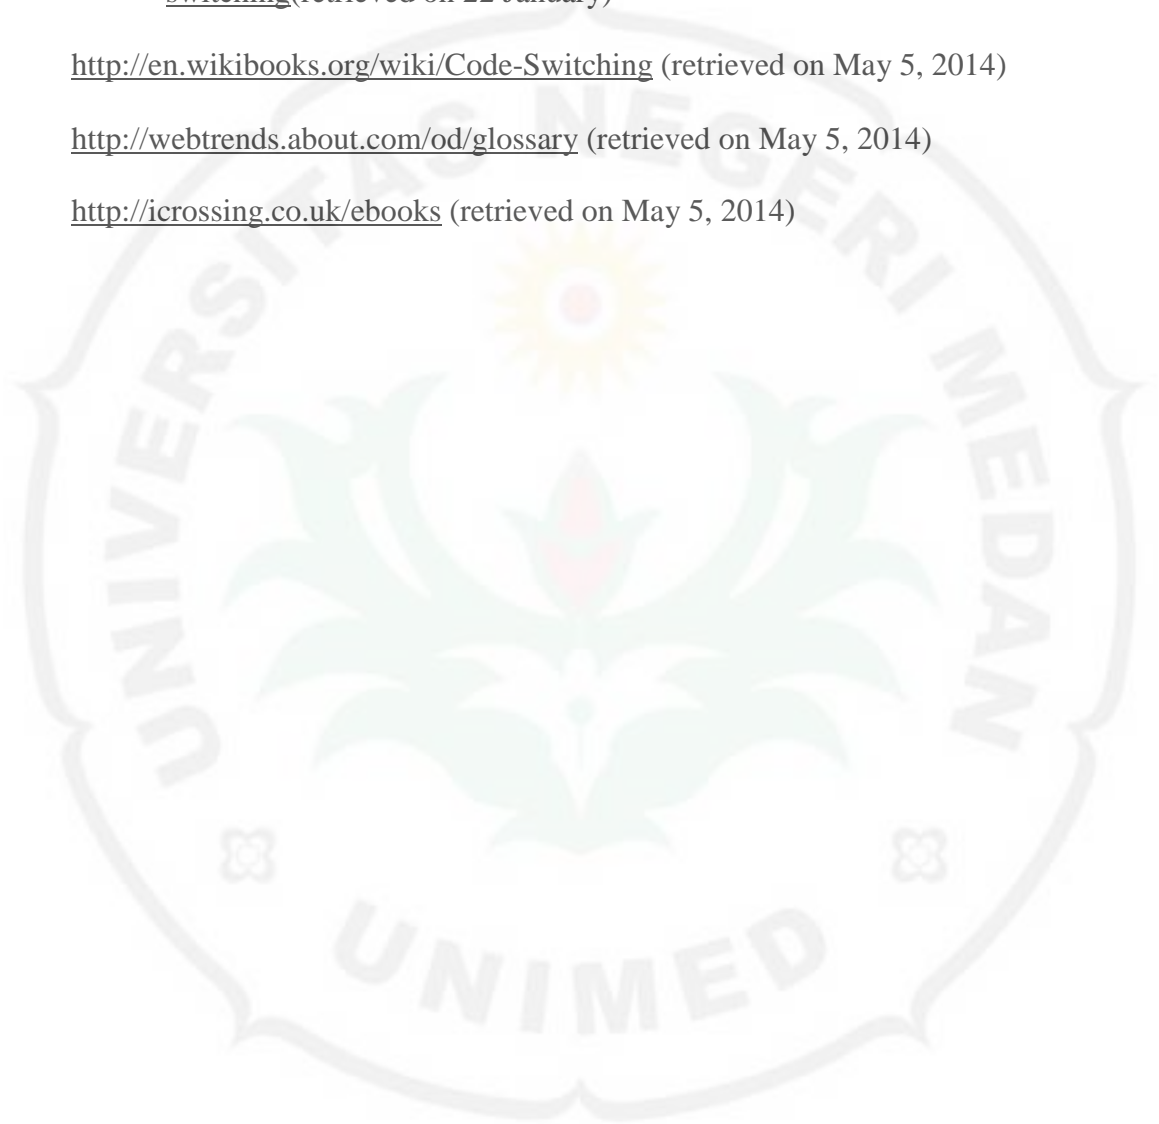 switching(retrieved on 22 January)
http://en.wikibooks.org/wiki/Code-Switching (retrieved on May 5, 2014)
http://webtrends.about.com/od/glossary (retrieved on May 5, 2014)
http://icrossing.co.uk/ebooks (retrieved on May 5, 2014)
UNIVERSITAS NEGERI MEDAN
UNIMED